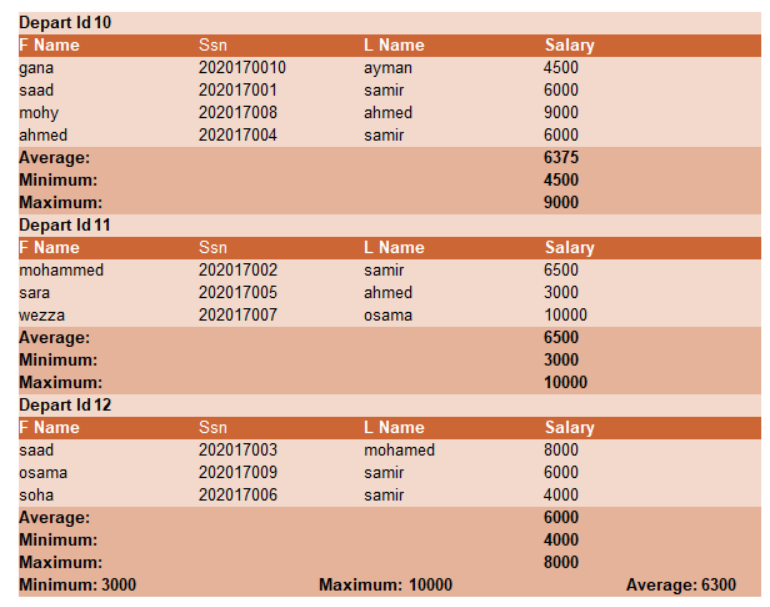 Depart Id 10
F Name Ssn L Name Salary
gana 2020170010 ayman 4500
saad 202017001 samir 6000
mohy 202017008 ahmed 9000
ahmed 202017004 samir 6000
Average: 6375
Minimum: 4500
Maximum: 9000
Depart Id 11
F Name Ssn L Name Salary
mohammed 202017002 samir 6500
sara 202017005 ahmed 3000
wezza 202017007 osama 10000
Average: 6500
Minimum: 3000
Maximum: 10000
Depart Id 12
F Name Ssn L Name Salary
saad 202017003 mohamed 8000
osama 202017009 samir 6000
soha 202017006 samir 4000
Average: 6000
Minimum: 4000
Maximum: 8000
Minimum: 3000 Maximum: 10000 Average: 6300